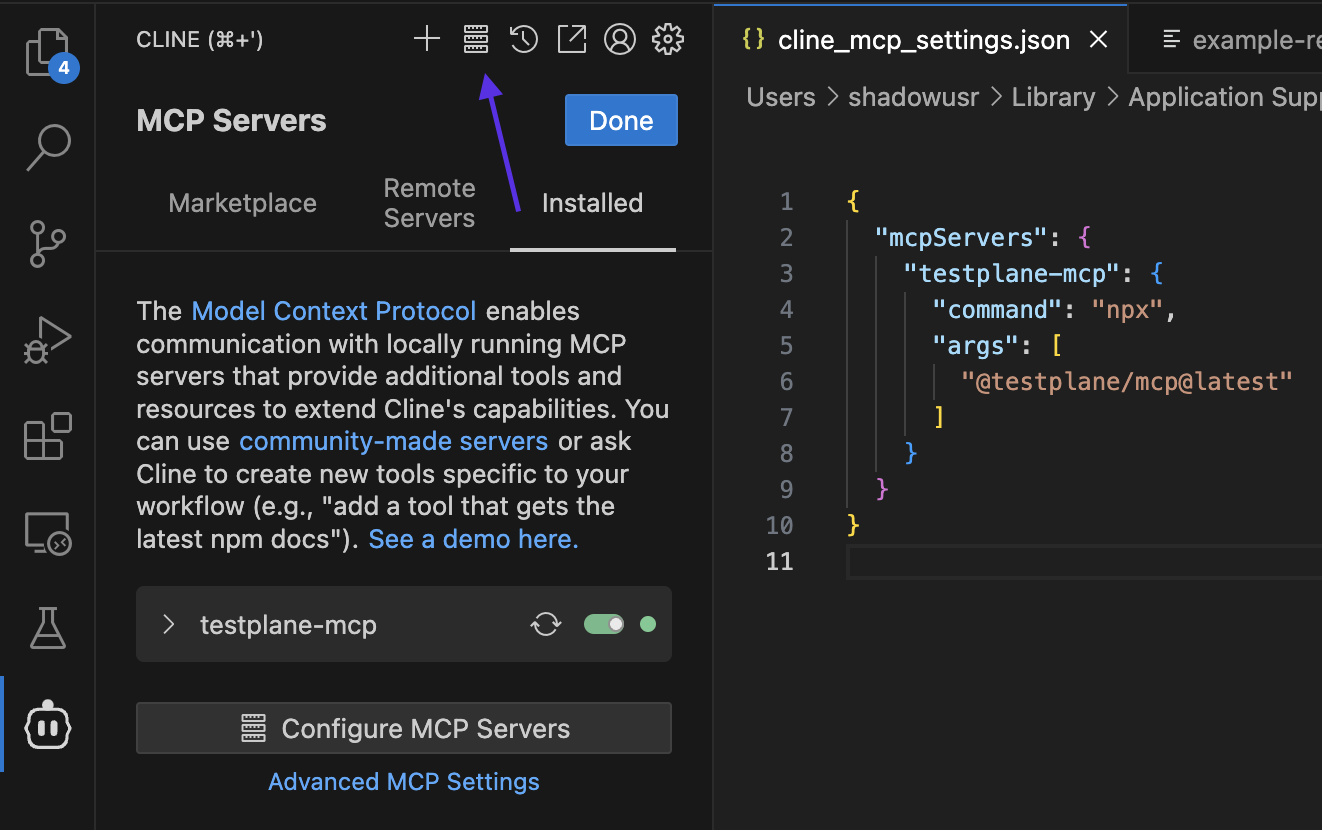 4
CLINE (⌘+')
MCP Servers
Done
Marketplace
Remote
Servers
Installed
The Model Context Protocol enables
communication with locally running MCP
servers that provide additional tools and
resources to extend Cline's capabilities. You
can use community-made servers or ask
Cline to create new tools specific to your
workflow (e.g., "add a tool that gets the
latest npm docs"). See a demo here.
testplane-mcp
Configure MCP Servers
Advanced MCP Settings
{} cline_mcp_settings.json
example-re
Users > shadowusr > Library > Application Supp
1 {
2 "mcpServers": {
3 "testplane-mcp": {
4 "command": "npx",
5 "args": [
6 "@testplane/mcp@latest"
7 ]
8 }
9 }
10 }
11